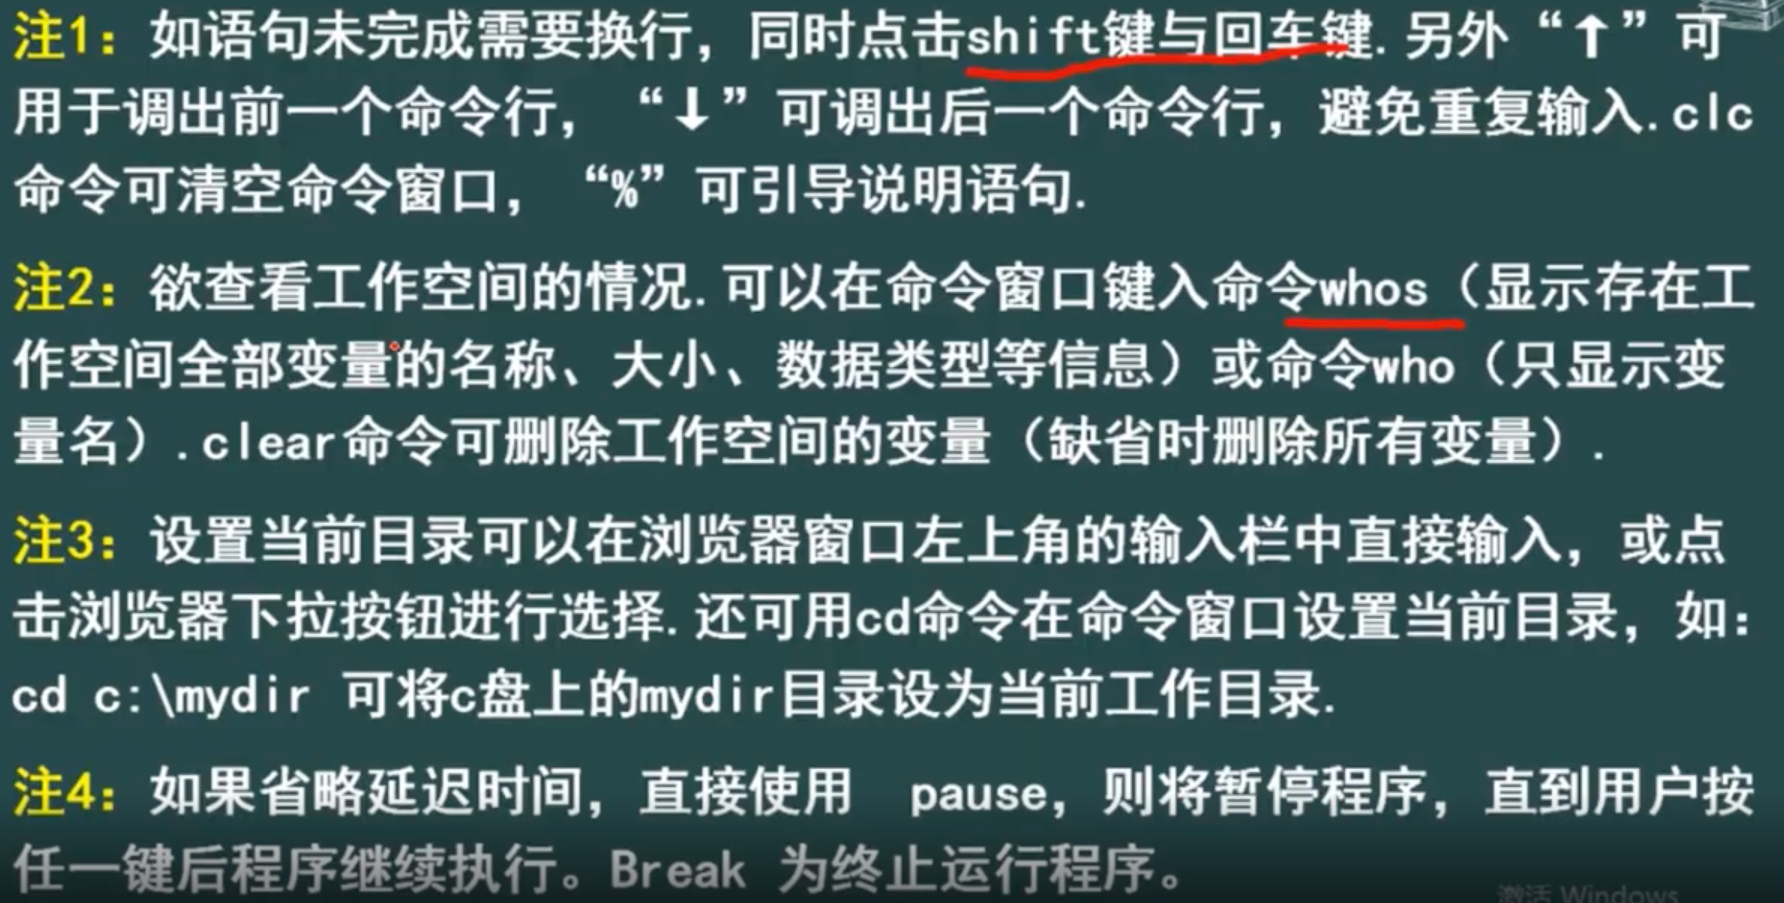 注1：如语句未完成需要换行，同时点击shift键与回车键.另外“↑”可
用于调出前一个命令行，“↓”可调出后一个命令行，避免重复输入.clc
命令可清空命令窗口，“%”可引导说明语句.
注2：欲查看工作空间的情况.可以在命令窗口键入命令whos（显示存在工
作空间全部变量的名称、大小、数据类型等信息）或命令who（只显示变
量名）.clear命令可删除工作空间的变量（缺省时删除所有变量）.
注3：设置当前目录可以在浏览器窗口左上角的输入栏中直接输入，或点
击浏览器下拉按钮进行选择.还可用cd命令在命令窗口设置当前目录，如：
cd c:\mydir 可将c盘上的mydir目录设为当前工作目录.
注4：如果省略延迟时间，直接使用 pause，则将暂停程序，直到用户按
任一键后程序继续执行。Break 为终止运行程序。
激活 Windows